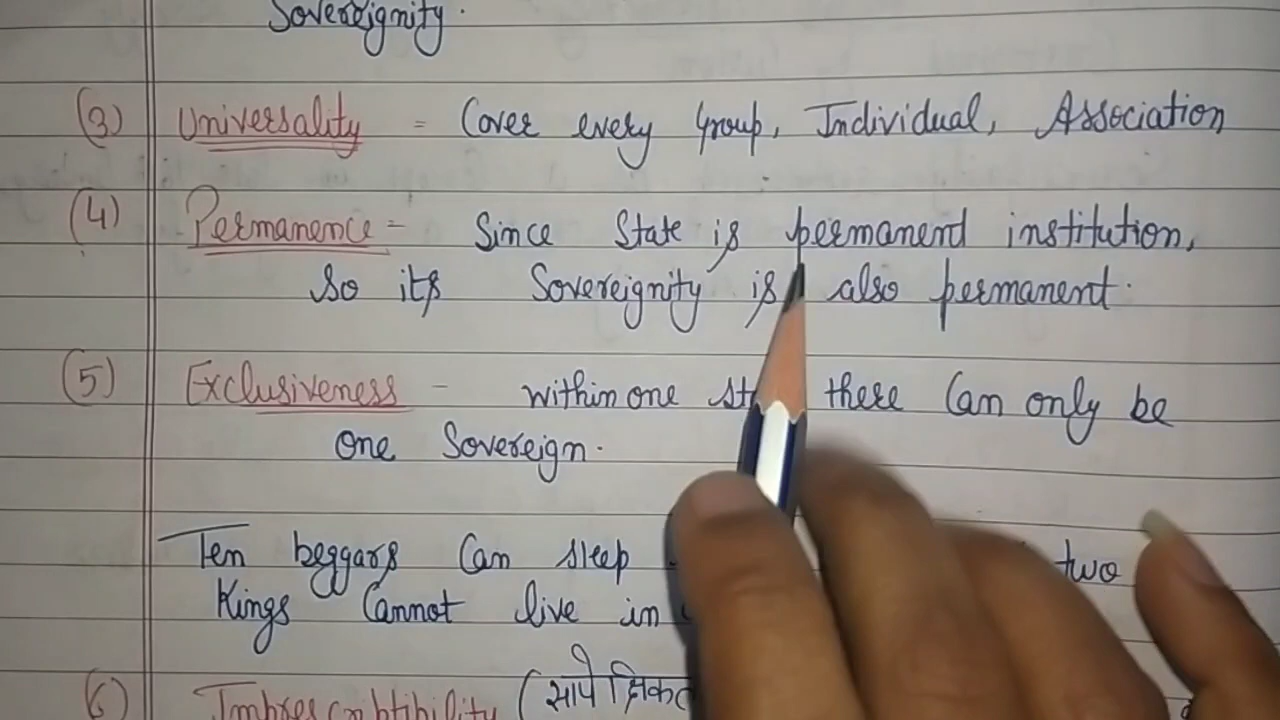 Sovereignity.
(3) Universality = Cover every Group, Individual, Association
(4) Permanence = Since State is permanent institution,
So its Sovereignity is also permanent.
(5) Exclusiveness - within one there Can only be
One Sovereign.
Ten beggars Can sleep two
Kings Cannot live in
(6) Imprescriptibility (